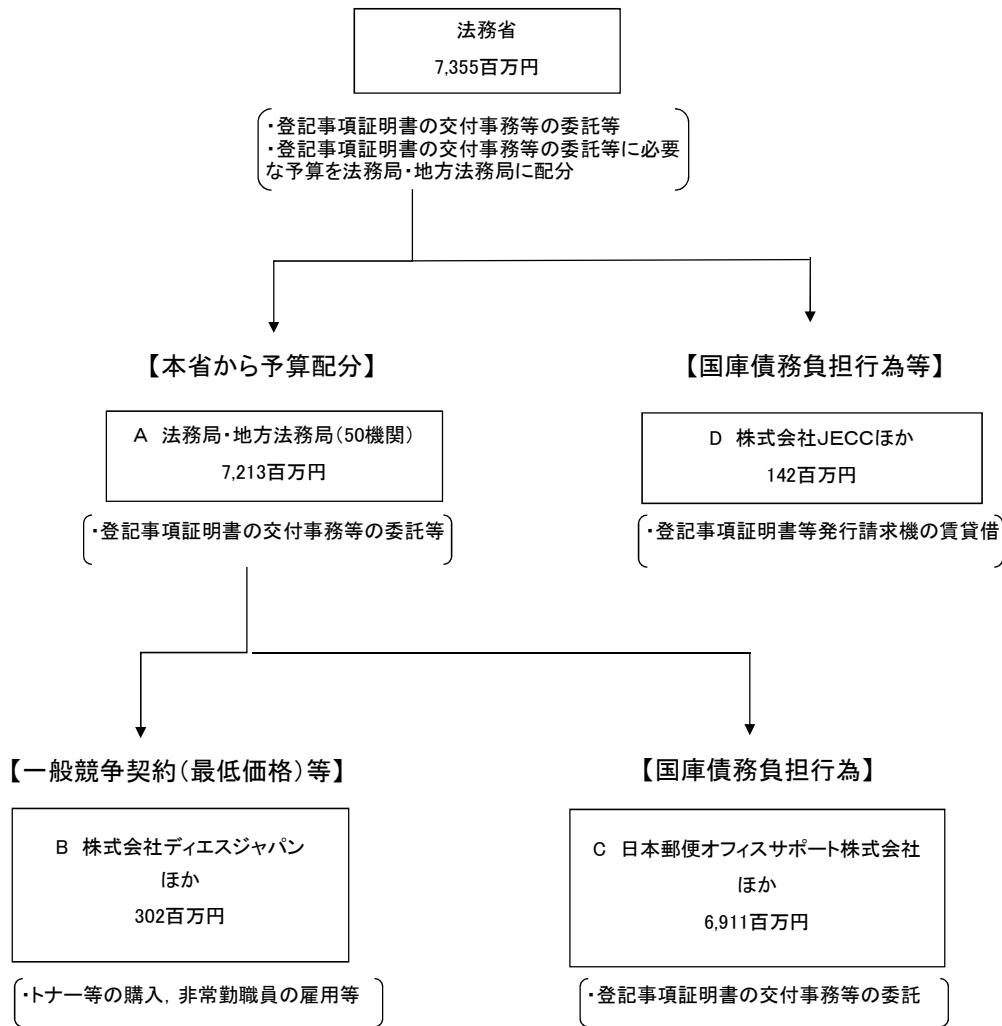 法務省
7,355百万円
・登記事項証明書の交付事務等の委託等
・登記事項証明書の交付事務等の委託等に必要
な予算を法務局・地方法務局に配分
【本省から予算配分】
【国庫債務負担行為等】
A 法務局・地方法務局(50機関)
7,213百万円
D 株式会社JECCほか
142百万円
・登記事項証明書の交付事務等の委託等
・登記事項証明書等発行請求機の賃貸借
【一般競争契約(最低価格)等】
【国庫債務負担行為】
B 株式会社ディエスジャパン
ほか
302百万円
C 日本郵便オフィスサポート株式会社
ほか
6,911百万円
・トナー等の購入, 非常勤職員の雇用等
・登記事項証明書の交付事務等の委託